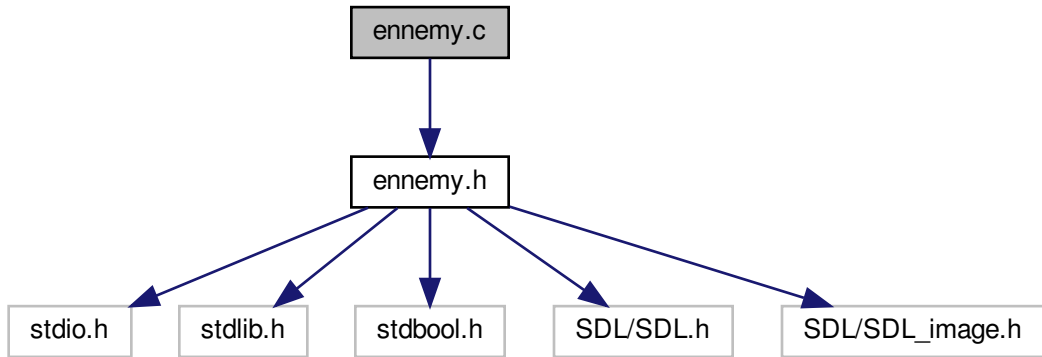 ennemy.c
ennemy.h
stdio.h
stdlib.h
stdbool.h
SDL/SDL.h
SDL/SDL_image.h